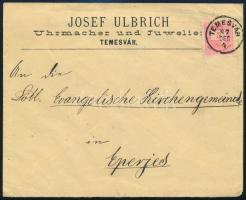 JOSEF ULBRICH
Uhrmacher und Juwelier
TEMESVÁR.
TEMESVÁR
An die
Löbl. Evangelische Kirchengemeinde
in
Eperjes